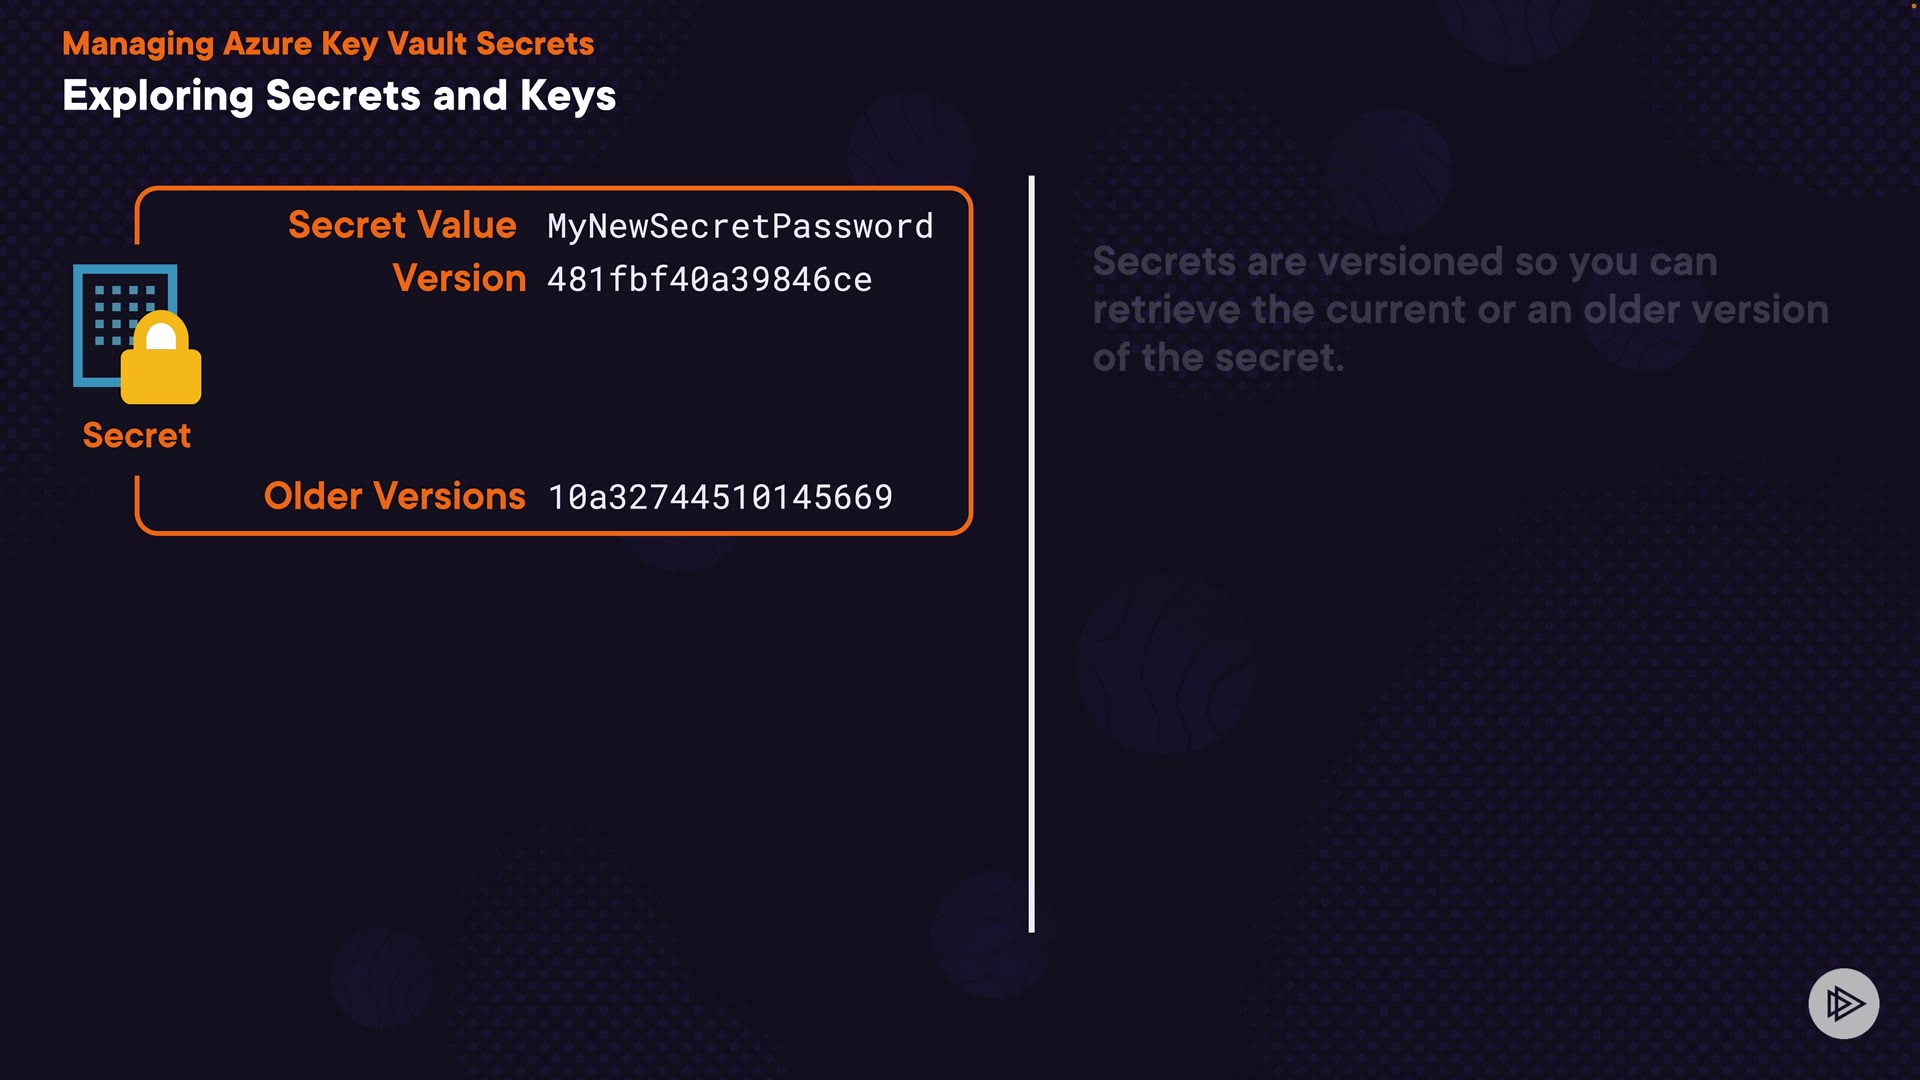 Managing Azure Key Vault Secrets
Exploring Secrets and Keys
Secret Value MyNewSecretPassword
Version 481fbf40a39846ce
Secret
Older Versions 10a32744510145669
Secrets are versioned so you can
retrieve the current or an older version
of the secret.